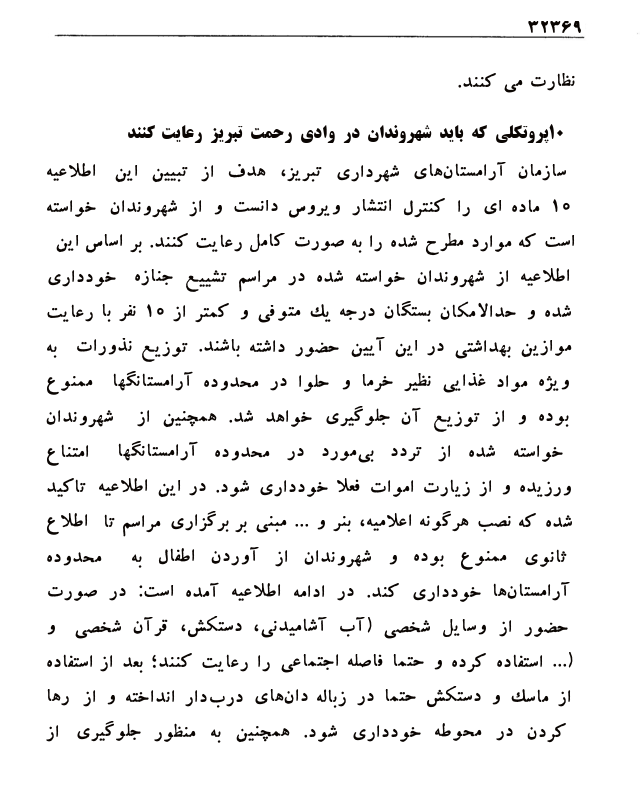 ۳۲۳۶۹
نظارت می کنند.
۱۰پروتکلی که باید شهروندان در وادی رحمت تبریز رعایت کنند
سازمان آرامستان‌های شهرداری تبریز، هدف از تبیین این اطلاعیه
۱۰ ماده ای را کنترل انتشار ویروس دانست و از شهروندان خواسته
است که موارد مطرح شده را به صورت کامل رعایت کنند. بر اساس این
اطلاعیه از شهروندان خواسته شده در مراسم تشییع جنازه خودداری
شده و حدالامکان بستگان درجه یك متوفی و کمتر از ۱۰ نفر با رعایت
موازین بهداشتی در این آیین حضور داشته باشند. توزیع نذورات به
ویژه مواد غذایی نظیر خرما و حلوا در محدوده آرامستانگها ممنوع
بوده و از توزیع آن جلوگیری خواهد شد. همچنین از شهروندان
خواسته شده از تردد بی‌مورد در محدوده آرامستانگها امتناع
ورزیده و از زیارت اموات فعلا خودداری شود. در این اطلاعیه تاکید
شده که نصب هرگونه اعلامیه، بنر و ... مبنی بر برگزاری مراسم تا اطلاع
ثانوی ممنوع بوده و شهروندان از آوردن اطفال به محدوده
آرامستان‌ها خودداری کند. در ادامه اطلاعیه آمده است: در صورت
حضور از وسایل شخصی (آب آشامیدنی، دستکش، قرآن شخصی و
(... استفاده کرده و حتما فاصله اجتماعی را رعایت کنند؛ بعد از استفاده
از ماسك و دستکش حتما در زباله دان‌های درب‌دار انداخته و از رها
کردن در محوطه خودداری شود. همچنین به منظور جلوگیری از